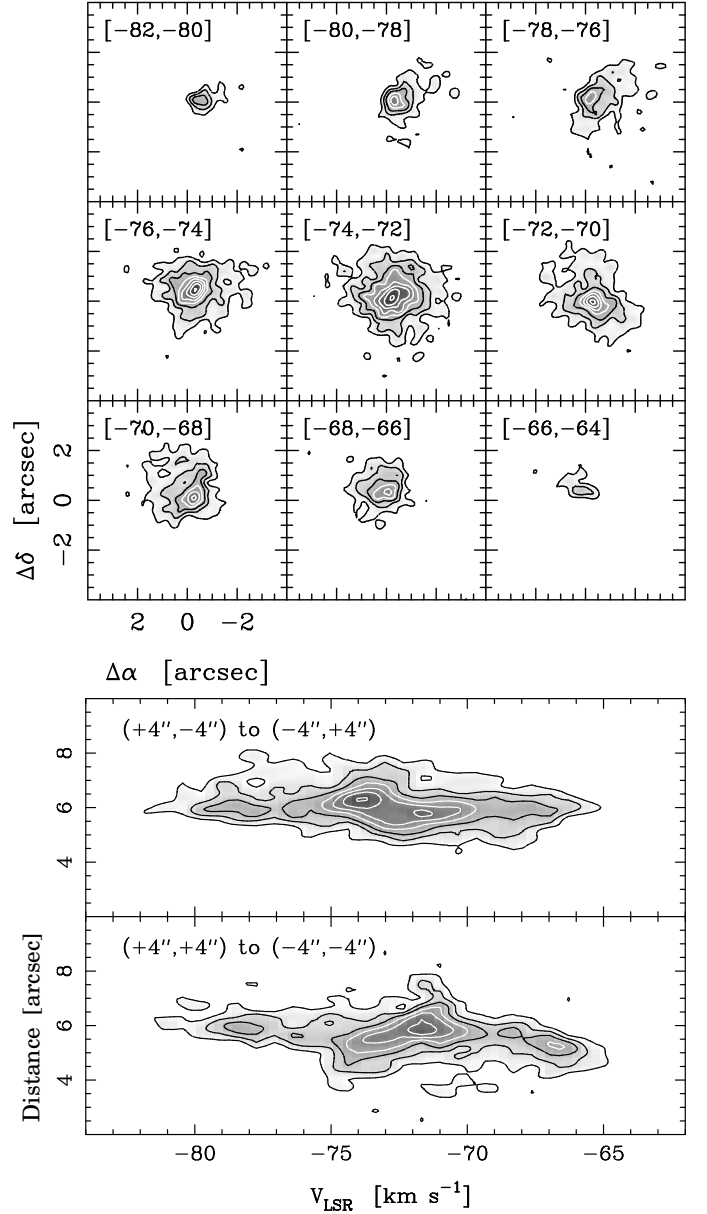 [−82,−80] [−80,−78] [−78,−76]
[−76,−74] [−74,−72] [−72,−70]
[−70,−68] [−68,−66] [−66,−64]
Δδ [arcsec]
2
0
−2
2 0 −2
Δα [arcsec]
(+4″,−4″) to (−4″,+4″)
8
6
4
(+4″,+4″) to (−4″,−4″)
Distance [arcsec]
8
6
4
−80 −75 −70 −65
V_LSR [km s⁻¹]